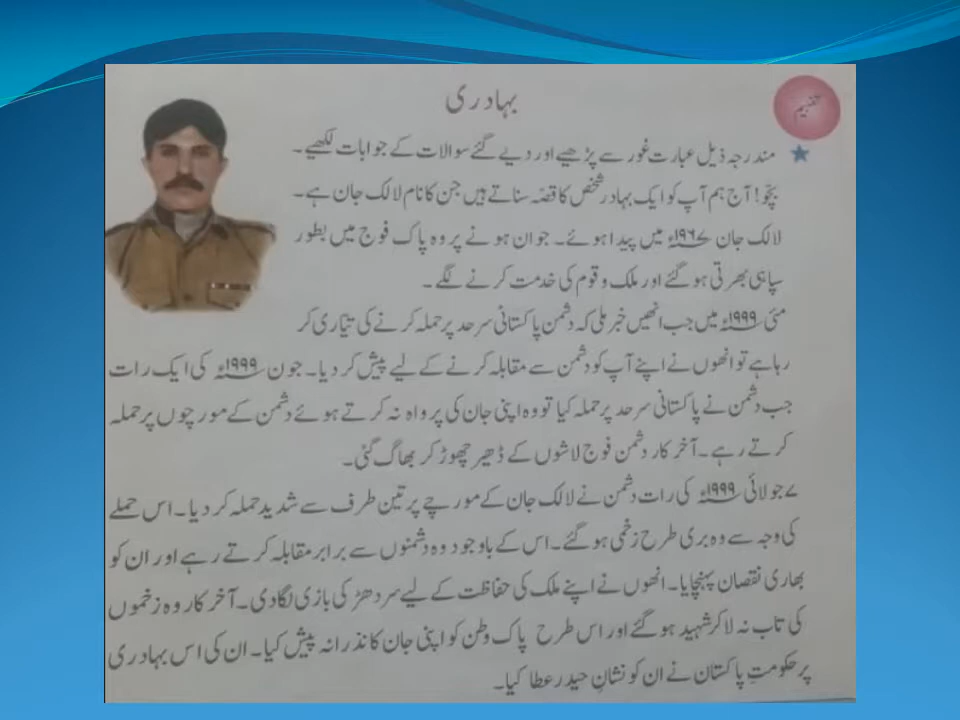 تفہیم
بہادری
مندرجہ ذیل عبارت غور سے پڑھیے اور دیے گئے سوالات کے جوابات لکھیے ۔
بچّو! آج ہم آپ کو ایک بہادر شخص کا قصّہ سناتے ہیں جن کا نام لالک جان ہے ۔
لالک جان ۱۹۶۷ء میں پیدا ہوئے ۔ جوان ہونے پر وہ پاک فوج میں بطور
سپاہی بھرتی ہو گئے اور ملک و قوم کی خدمت کرنے لگے ۔
مئی ۱۹۹۹ء میں جب انھیں خبر ملی کہ دشمن پاکستانی سرحد پر حملہ کرنے کی تیّاری کر
رہا ہے تو انھوں نے اپنے آپ کو دشمن سے مقابلہ کرنے کے لیے پیش کر دیا ۔ جون ۱۹۹۹ء کی ایک رات
جب دشمن نے پاکستانی سرحد پر حملہ کیا تو وہ اپنی جان کی پرواہ نہ کرتے ہوئے دشمن کے مورچوں پر حملہ
کرتے رہے ۔ آخر کار دشمن فوج لاشوں کے ڈھیر چھوڑ کر بھاگ گئی ۔
۷ جولائی ۱۹۹۹ء کی رات دشمن نے لالک جان کے مورچے پر تین طرف سے شدید حملہ کر دیا ۔ اس حملے
کی وجہ سے وہ بری طرح زخمی ہو گئے ۔ اس کے باوجود وہ دشمنوں سے برابر مقابلہ کرتے رہے اور ان کو
بھاری نقصان پہنچایا ۔ انھوں نے اپنے ملک کی حفاظت کے لیے سر دھڑ کی بازی لگا دی ۔ آخر کار وہ زخموں
کی تاب نہ لا کر شہید ہو گئے اور اس طرح پاک وطن کو اپنی جان کا نذرانہ پیش کیا ۔ ان کی اس بہادری
پر حکومتِ پاکستان نے ان کو نشانِ حیدر عطا کیا ۔